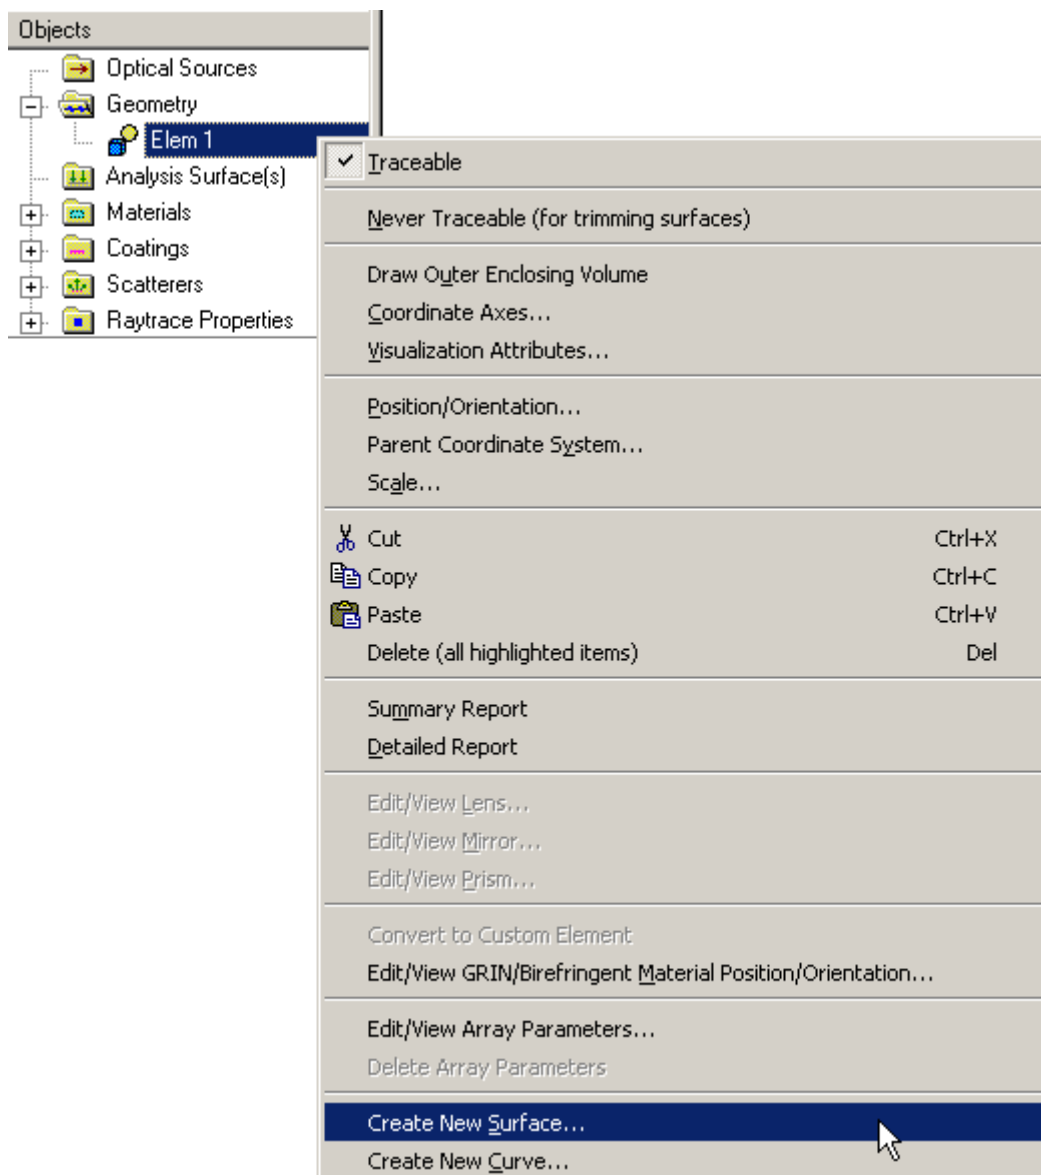 Objects
Optical Sources
Geometry
Elem 1
Analysis Surface(s)
Materials
Coatings
Scatterers
Raytrace Properties
Traceable
Never Traceable (for trimming surfaces)
Draw Outer Enclosing Volume
Coordinate Axes...
Visualization Attributes...
Position/Orientation...
Parent Coordinate System...
Scale...
Cut Ctrl+X
Copy Ctrl+C
Paste Ctrl+V
Delete (all highlighted items) Del
Summary Report
Detailed Report
Edit/View Lens...
Edit/View Mirror...
Edit/View Prism...
Convert to Custom Element
Edit/View GRIN/Birefringent Material Position/Orientation...
Edit/View Array Parameters...
Delete Array Parameters
Create New Surface...
Create New Curve...